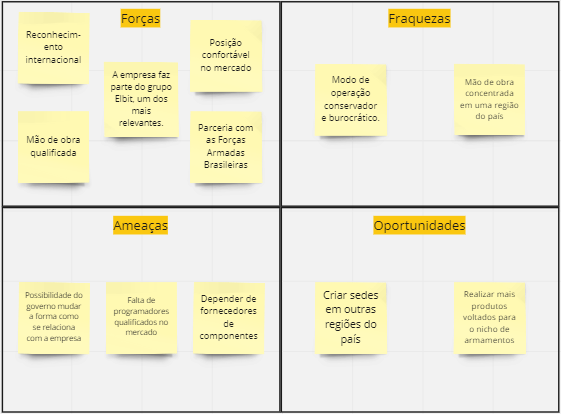 Forças
Reconhecim-
ento
internacional
Posição
confortável
no mercado
A empresa faz
parte do grupo
Elbit, um dos
mais
relevantes.
Mão de obra
qualificada
Parceria com
as Forças
Armadas
Brasileiras
Fraquezas
Modo de
operação
conservador
e burocrático.
Mão de obra
concentrada
em uma região
do país
Ameaças
Possibilidade do
governo mudar
a forma como
se relaciona
com a empresa
Falta de
programadores
qualificados no
mercado
Depender de
fornecedores
de
componentes
Oportunidades
Criar sedes
em outras
regiões do
país
Realizar mais
produtos
voltados para
o nicho de
armamentos